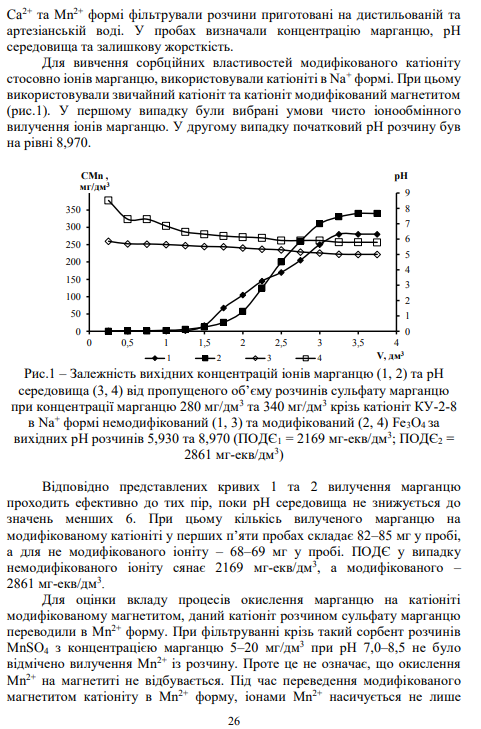 Ca²⁺ та Mn²⁺ формі фільтрували розчини приготовані на дистильованій та
артезіанській воді. У пробах визначали концентрацію марганцю, рН
середовища та залишкову жорсткість.
Для вивчення сорбційних властивостей модифікованого катіоніту
стосовно іонів марганцю, використовували катіоніті в Na⁺ формі. При цьому
використовували звичайний катіоніт та катіоніт модифікований магнетитом
(рис.1). У першому випадку були вибрані умови чисто іонообмінного
вилучення іонів марганцю. У другому випадку початковий рН розчину був
на рівні 8,970.
CMn ,
мг/дм³
pH
350
300
250
200
150
100
50
0
9
8
7
6
5
4
3
2
1
0
0 0,5 1 1,5 2 2,5 3 3,5 4
V, дм³
1 2 3 4
Рис.1 – Залежність вихідних концентрацій іонів марганцю (1, 2) та рН
середовища (3, 4) від пропущеного об’єму розчинів сульфату марганцю
при концентрації марганцю 280 мг/дм³ та 340 мг/дм³ крізь катіоніт КУ-2-8
в Na⁺ формі немодифікований (1, 3) та модифікований (2, 4) Fe₃O₄ за
вихідних рН розчинів 5,930 та 8,970 (ПОДЄ₁ = 2169 мг-екв/дм³; ПОДЄ₂ =
2861 мг-екв/дм³)
Відповідно представлених кривих 1 та 2 вилучення марганцю
проходить ефективно до тих пір, поки рН середовища не знижується до
значень менших 6. При цьому кількісь вилученого марганцю на
модифікованому катіоніті у перших п’яти пробах складає 82–85 мг у пробі,
а для не модифікованого іоніту – 68–69 мг у пробі. ПОДЄ у випадку
немодифікованого іоніту сянає 2169 мг-екв/дм³, а модифікованого –
2861 мг-екв/дм³.
Для оцінки вкладу процесів окислення марганцю на катіоніті
модифікованому магнетитом, даний катіоніт розчином сульфату марганцю
переводили в Mn²⁺ форму. При фільтруванні крізь такий сорбент розчинів
MnSO₄ з концентрацією марганцю 5–20 мг/дм³ при рН 7,0–8,5 не було
відмічено вилучення Mn²⁺ із розчину. Проте це не означає, що окислення
Mn²⁺ на магнетиті не відбувається. Під час переведення модифікованого
магнетитом катіоніту в Mn²⁺ форму, іонами Mn²⁺ насичується не лише
26